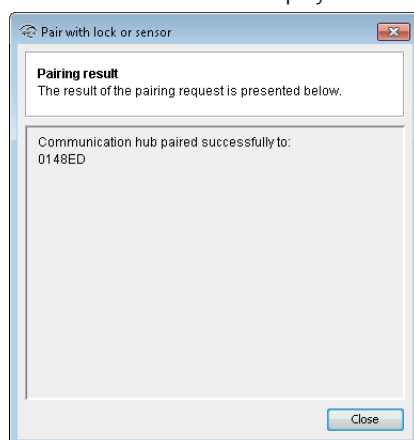 Pair with lock or sensor
Pairing result
The result of the pairing request is presented below.
Communication hub paired successfully to:
0148ED
Close